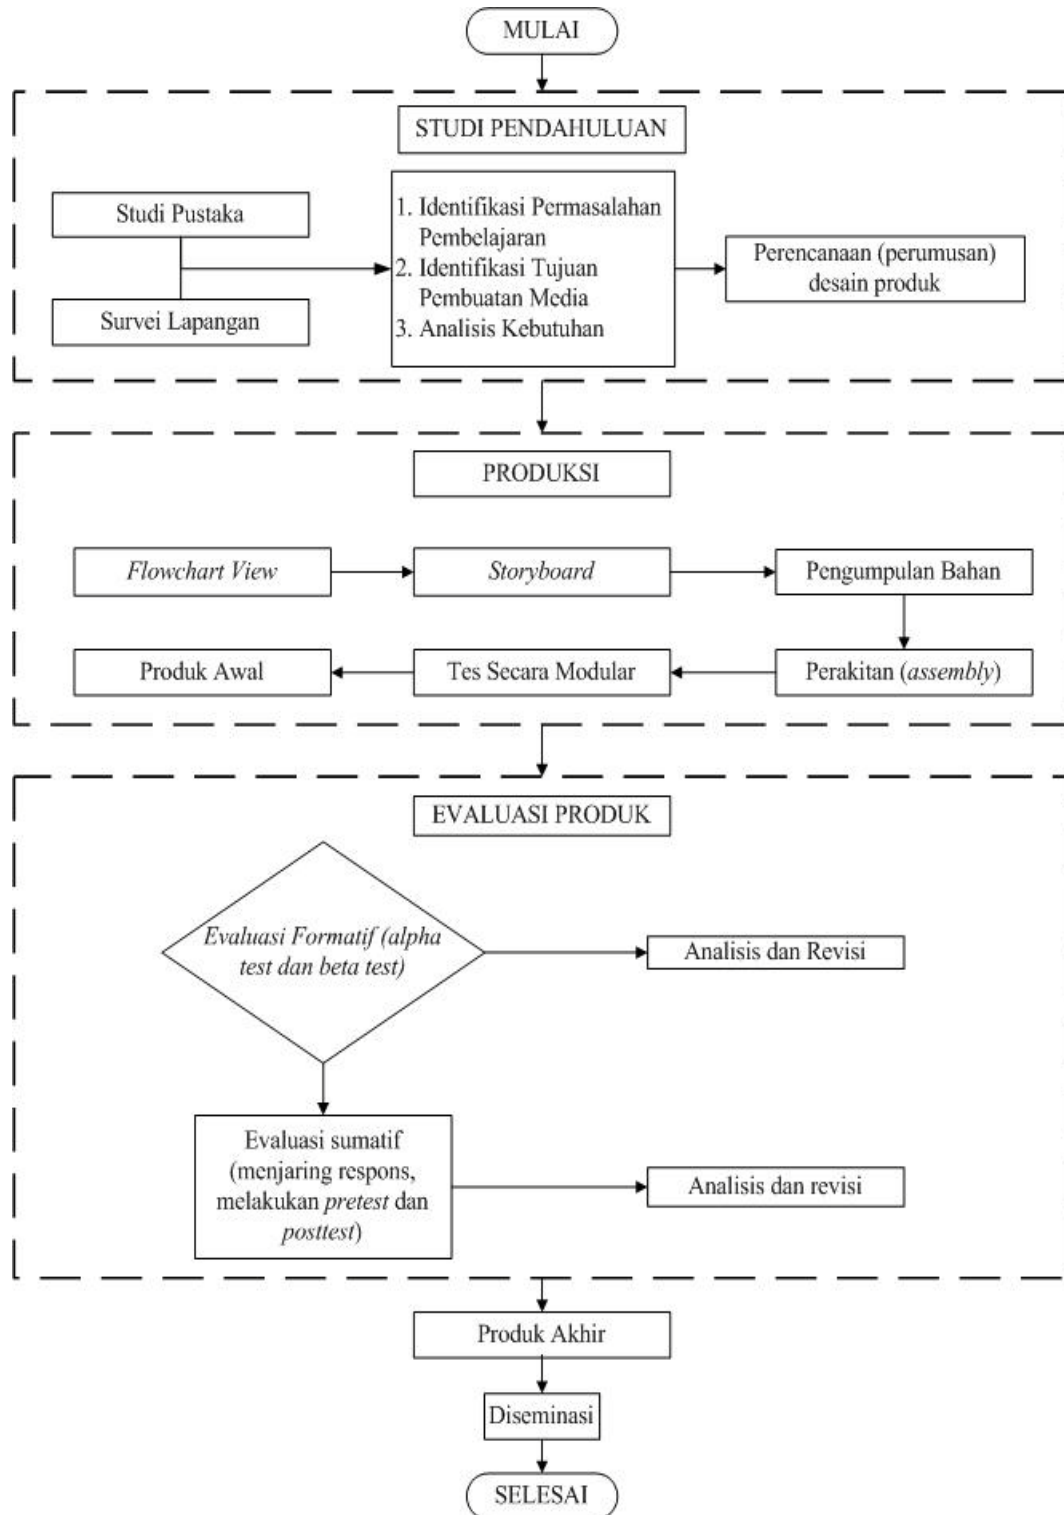 MULAI
STUDI PENDAHULUAN
Studi Pustaka
Survei Lapangan
1. Identifikasi Permasalahan
Pembelajaran
2. Identifikasi Tujuan
Pembuatan Media
3. Analisis Kebutuhan
Perencanaan (perumusan)
desain produk
PRODUKSI
Flowchart View
Storyboard
Pengumpulan Bahan
Perakitan (assembly)
Tes Secara Modular
Produk Awal
EVALUASI PRODUK
Evaluasi Formatif (alpha
test dan beta test)
Analisis dan Revisi
Evaluasi sumatif
(menjaring respons,
melakukan pretest dan
posttest)
Analisis dan revisi
Produk Akhir
Diseminasi
SELESAI